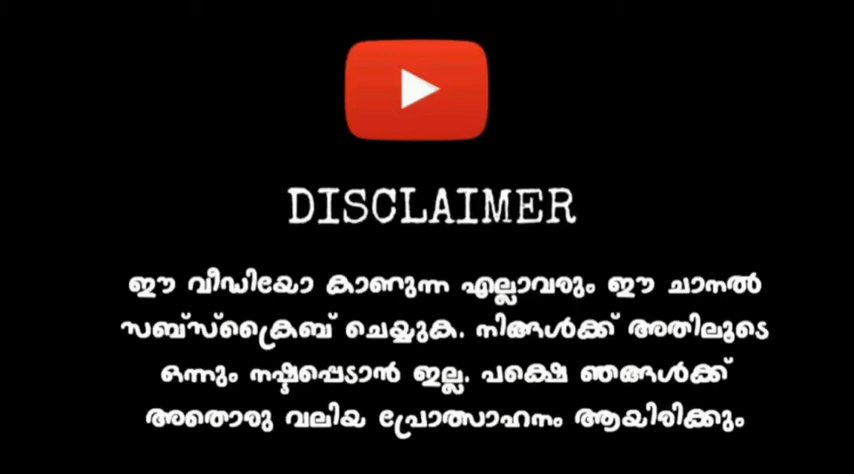 DISCLAIMER
ഈ വീഡിയോ കാണുന്ന എല്ലാവരും ഈ ചാനൽ
സബ്സ്ക്രൈബ് ചെയ്യുക. നിങ്ങൾക്ക് അതിലൂടെ
ഒന്നും നഷ്ടപ്പെടാൻ ഇല്ല. പക്ഷെ ഞങ്ങൾക്ക്
അതൊരു വലിയ പ്രോത്സാഹനം ആയിരിക്കും